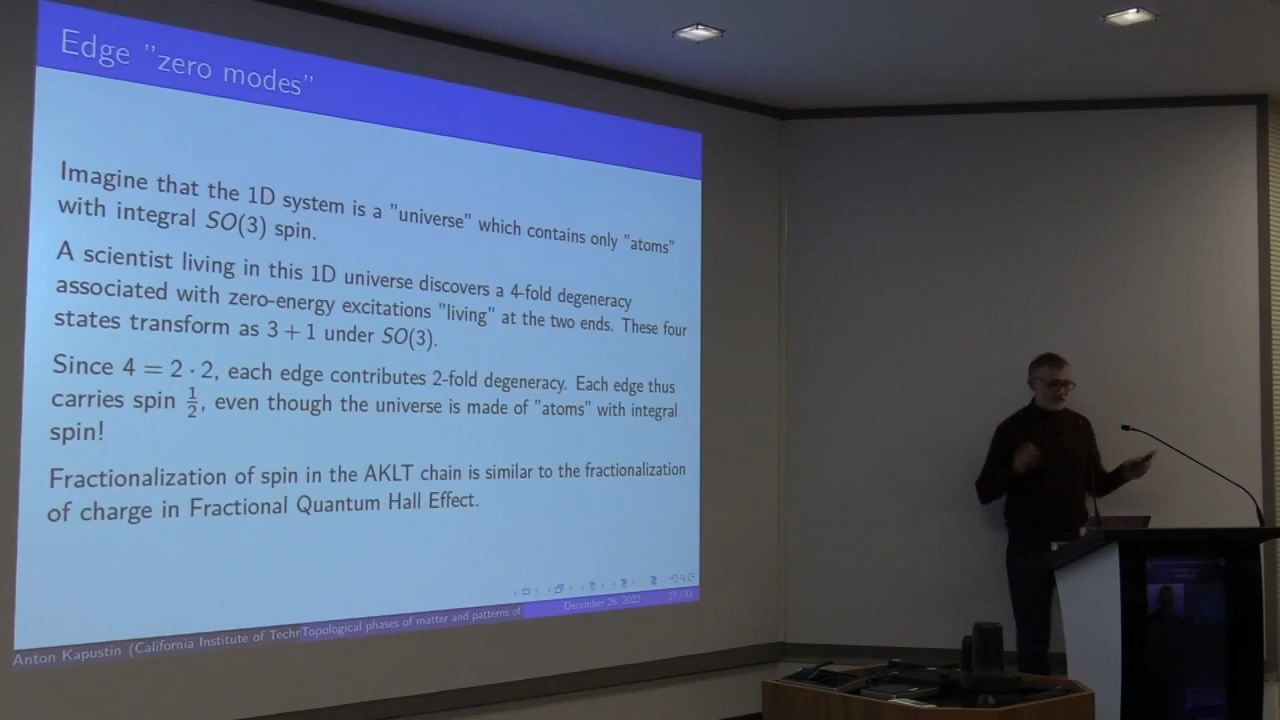 Edge "zero modes"
Imagine that the 1D system is a "universe" which contains only "atoms"
with integral SO(3) spin.
A scientist living in this 1D universe discovers a 4-fold degeneracy
associated with zero-energy excitations "living" at the two ends. These four
states transform as 3 + 1 under SO(3).
Since 4 = 2 · 2, each edge contributes 2-fold degeneracy. Each edge thus
carries spin 1/2, even though the universe is made of "atoms" with integral
spin!
Fractionalization of spin in the AKLT chain is similar to the fractionalization
of charge in Fractional Quantum Hall Effect.
Anton Kapustin (California Institute of Techn Topological phases of matter and patterns of